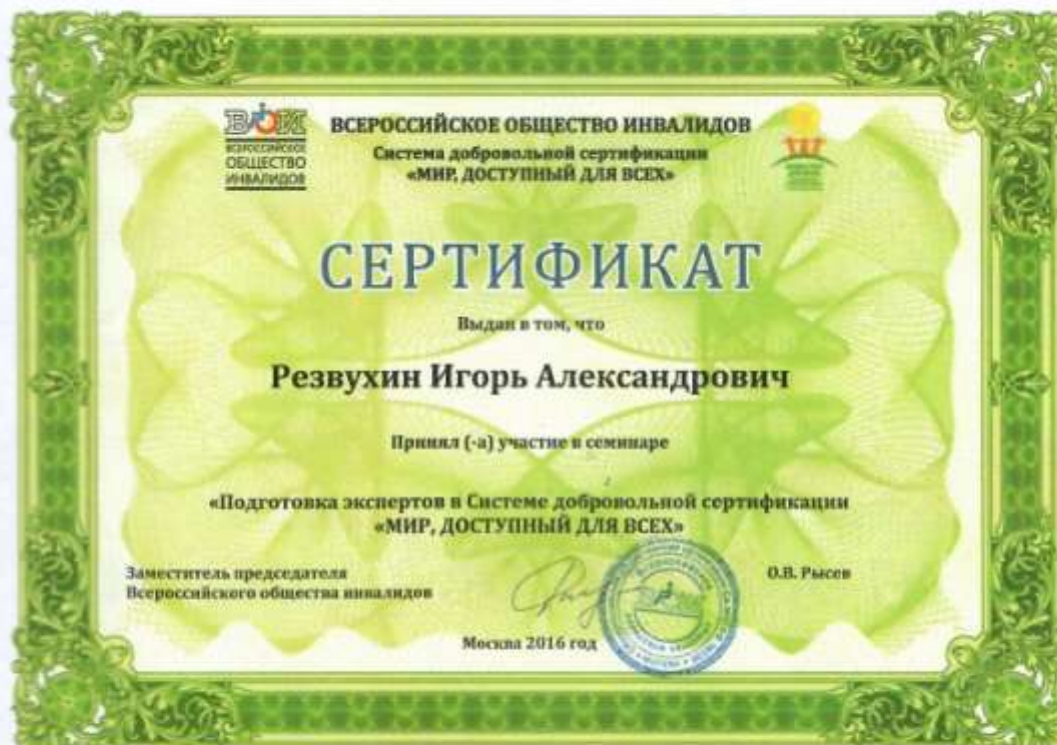 ВОИ
ВСЕРОССИЙСКОЕ
ОБЩЕСТВО
ИНВАЛИДОВ
ВСЕРОССИЙСКОЕ ОБЩЕСТВО ИНВАЛИДОВ
Система добровольной сертификации
«МИР, ДОСТУПНЫЙ ДЛЯ ВСЕХ»
СЕРТИФИКАТ
Выдан в том, что
Резвухин Игорь Александрович
Принял (-а) участие в семинаре
«Подготовка экспертов в Системе добровольной сертификации
«МИР, ДОСТУПНЫЙ ДЛЯ ВСЕХ»
Заместитель председателя
Всероссийского общества инвалидов
О.В. Рысев
Москва 2016 год